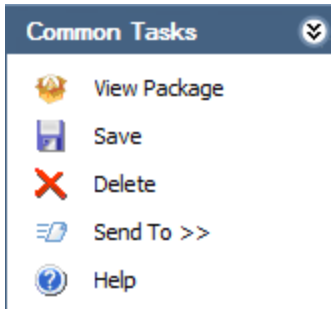 Common Tasks
View Package
Save
Delete
Send To >>
Help